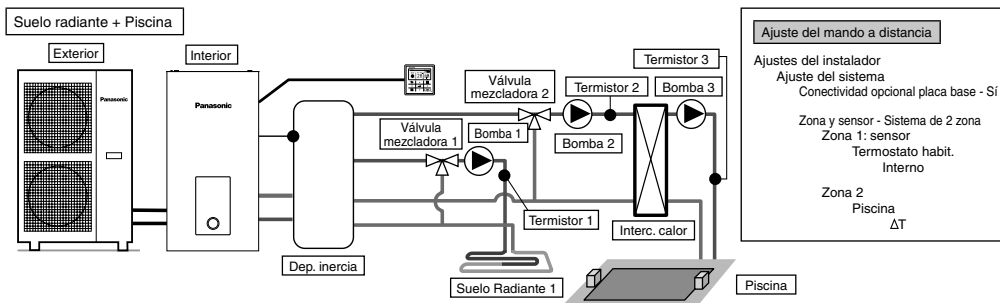 Suelo radiante + Piscina
Exterior
Interior
Panasonic
Panasonic
Válvula
mezcladora 1
Bomba 1
Válvula
mezcladora 2
Termistor 2
Bomba 2
Termistor 3
Bomba 3
Termistor 1
Interc. calor
Dep. inercia
Suelo Radiante 1
Piscina
Ajuste del mando a distancia
Ajustes del instalador
Ajuste del sistema
Conectividad opcional placa base - Sí
Zona y sensor - Sistema de 2 zona
Zona 1: sensor
Termostato habit.
Interno
Zona 2
Piscina
ΔT